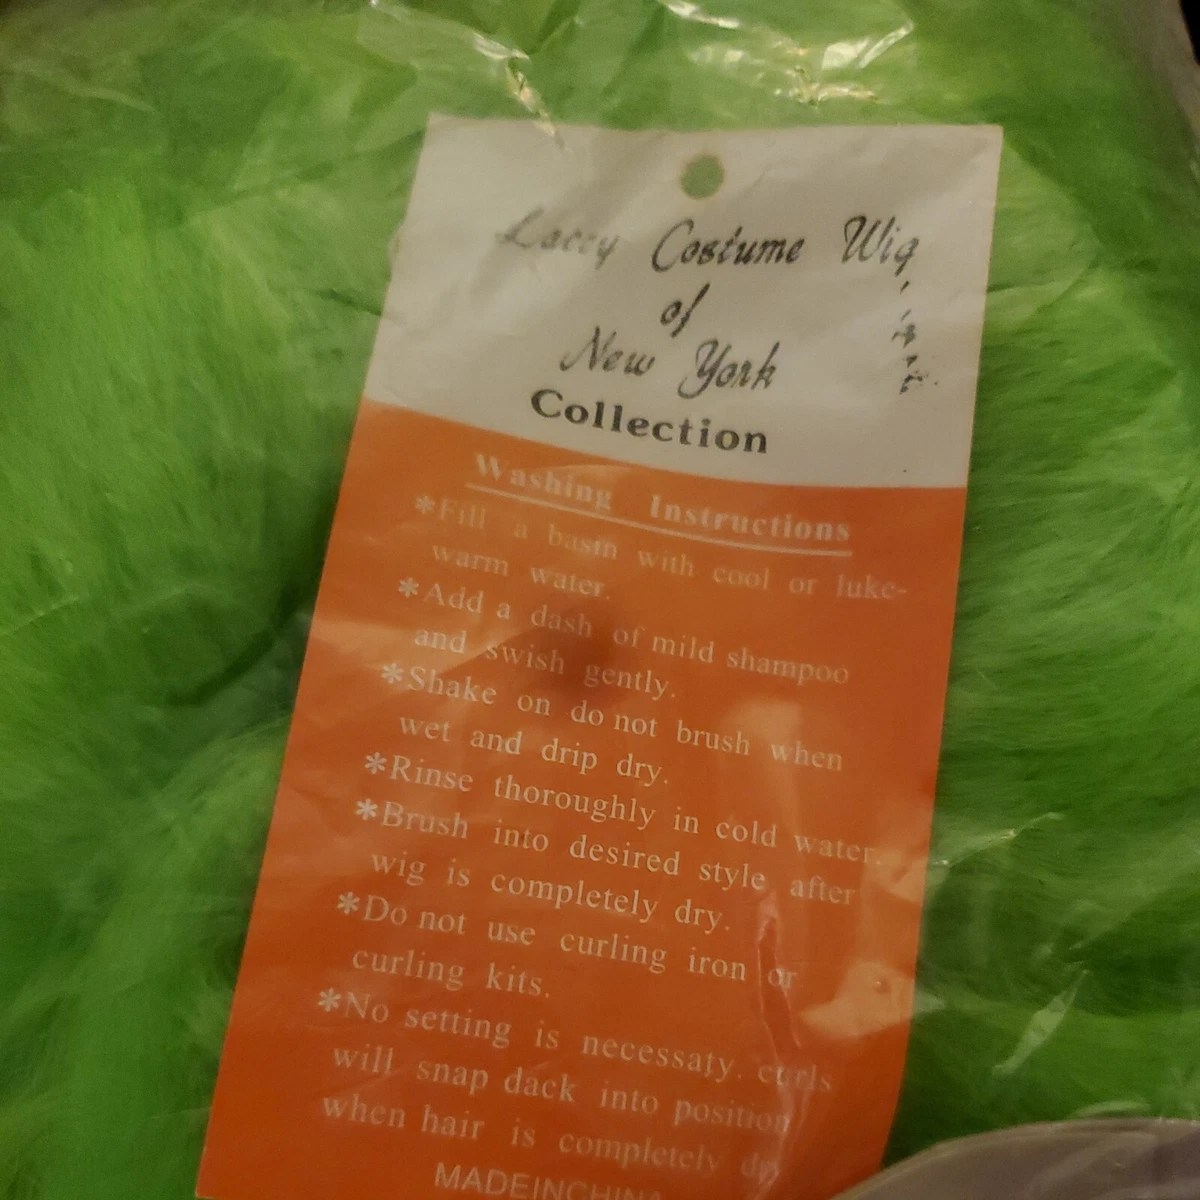 Lacey Costume Wig
of
New York
Collection
Washing Instructions
*Fill a basin with cool or luke-
warm water.
*Add a dash of mild shampoo
and swish gently.
*Shake on do not brush when
wet and drip dry.
*Rinse thoroughly in cold water.
*Brush into desired style after
wig is completely dry.
*Do not use curling iron or
curling kits.
*No setting is necessaty. curls
will snap dack into position
when hair is completely dry
MADEINCHINA